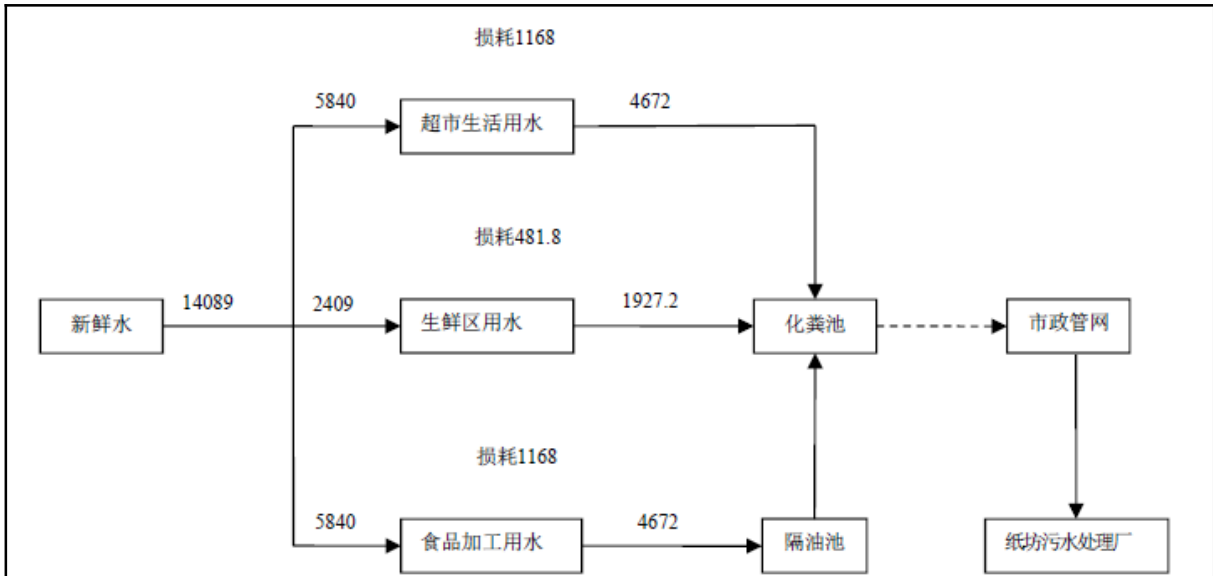 损耗1168
5840
超市生活用水
4672
损耗481.8
新鲜水
14089
2409
生鲜区用水
1927.2
化粪池
市政管网
损耗1168
5840
食品加工用水
4672
隔油池
纸坊污水处理厂